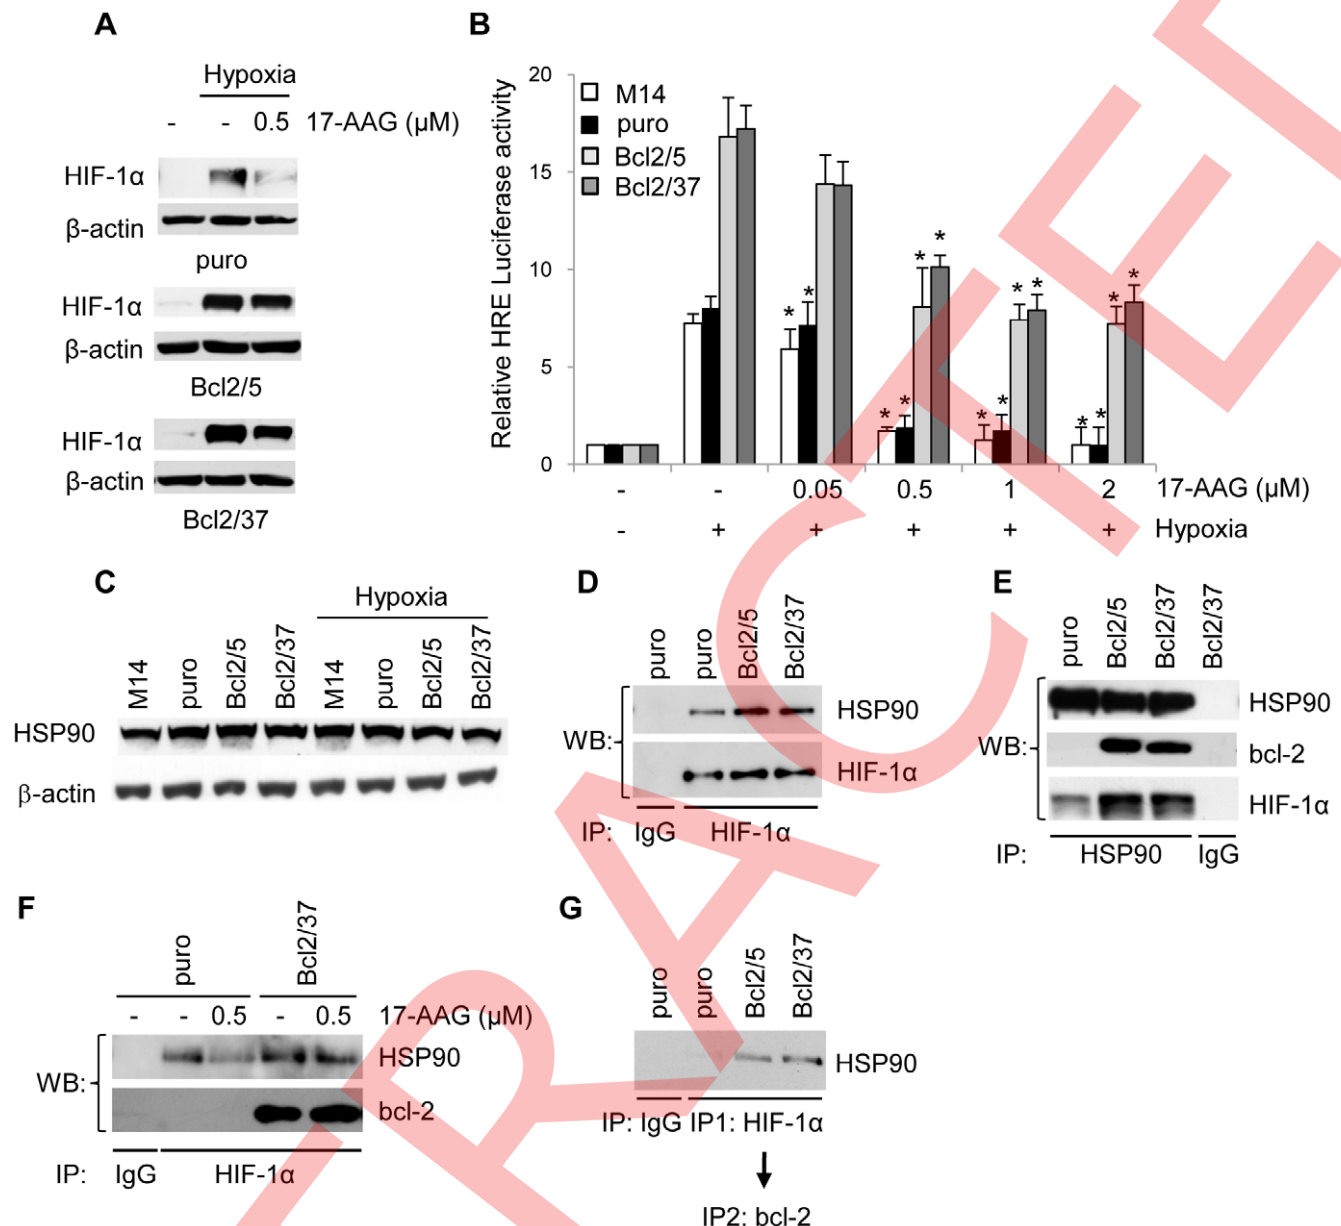 A
Hypoxia
- - 0.5 17-AAG (µM)
HIF-1α
β-actin
puro
HIF-1α
β-actin
Bcl2/5
HIF-1α
β-actin
Bcl2/37
B
Relative HRE Luciferase activity
20
15
10
5
0
M14
puro
Bcl2/5
Bcl2/37
* * * * * * * * * * * * * *
- - 0.05 0.5 1 2 17-AAG (µM)
- + + + + + Hypoxia
C
Hypoxia
M14 puro Bcl2/5 Bcl2/37 M14 puro Bcl2/5 Bcl2/37
HSP90
β-actin
D
puro puro Bcl2/5 Bcl2/37
WB:
HSP90
HIF-1α
IP: IgG HIF-1α
E
puro Bcl2/5 Bcl2/37 Bcl2/37
WB:
HSP90
bcl-2
HIF-1α
IP: HSP90 IgG
F
puro Bcl2/37
- - 0.5 - 0.5 17-AAG (µM)
WB:
HSP90
bcl-2
IP: IgG HIF-1α
G
puro puro Bcl2/5 Bcl2/37
HSP90
IP: IgG IP1: HIF-1α
IP2: bcl-2
RACTED